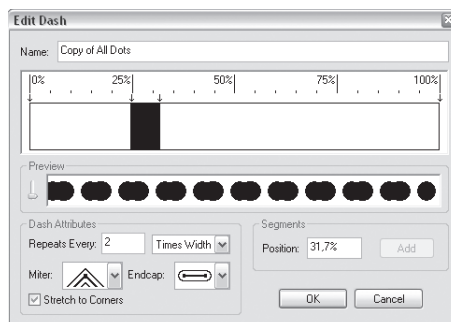 Edit Dash
Name: Copy of All Dots
0% 25% 50% 75% 100%
Preview
Dash Attributes
Repeats Every: 2 Times Width
Miter: Endcap:
Stretch to Corners
Segments
Position: 31,7% Add
OK Cancel